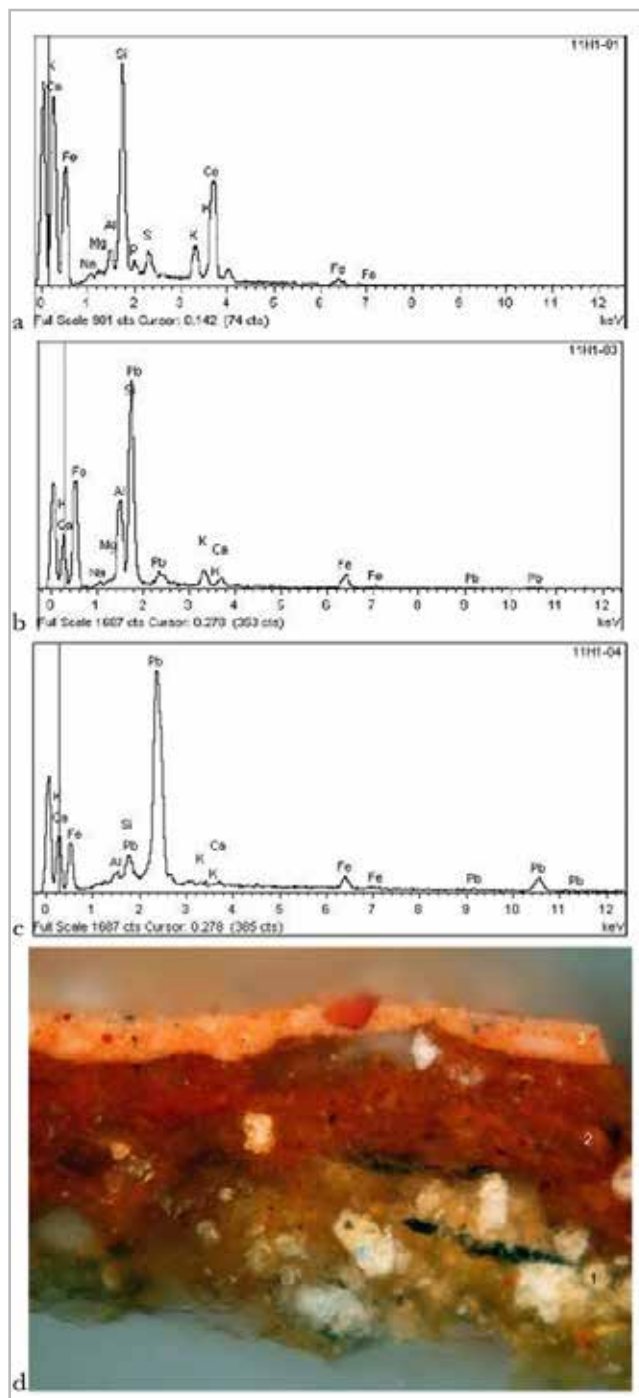 11H1-01
K
Ca
Fe
Na
Mg
Al
Si
P
S
K
K
Ca
Fe
Fe
0 1 2 3 4 5 6 7 8 9 10 11 12
a Full Scale 901 cts Cursor: 0.142 (74 cts) keV
11H1-03
K
Ca
Fe
Na
Mg
Al
Pb
Si
Pb
K
K
Ca
Fe
Fe
Pb
Pb
0 1 2 3 4 5 6 7 8 9 10 11 12
b Full Scale 1687 cts Cursor: 0.278 (353 cts) keV
11H1-04
K
Ca
Fe
Al
Si
Pb
Pb
K
K
Ca
Fe
Fe
Pb
Pb
Pb
0 1 2 3 4 5 6 7 8 9 10 11 12
c Full Scale 1687 cts Cursor: 0.278 (385 cts) keV
3
2
1
d